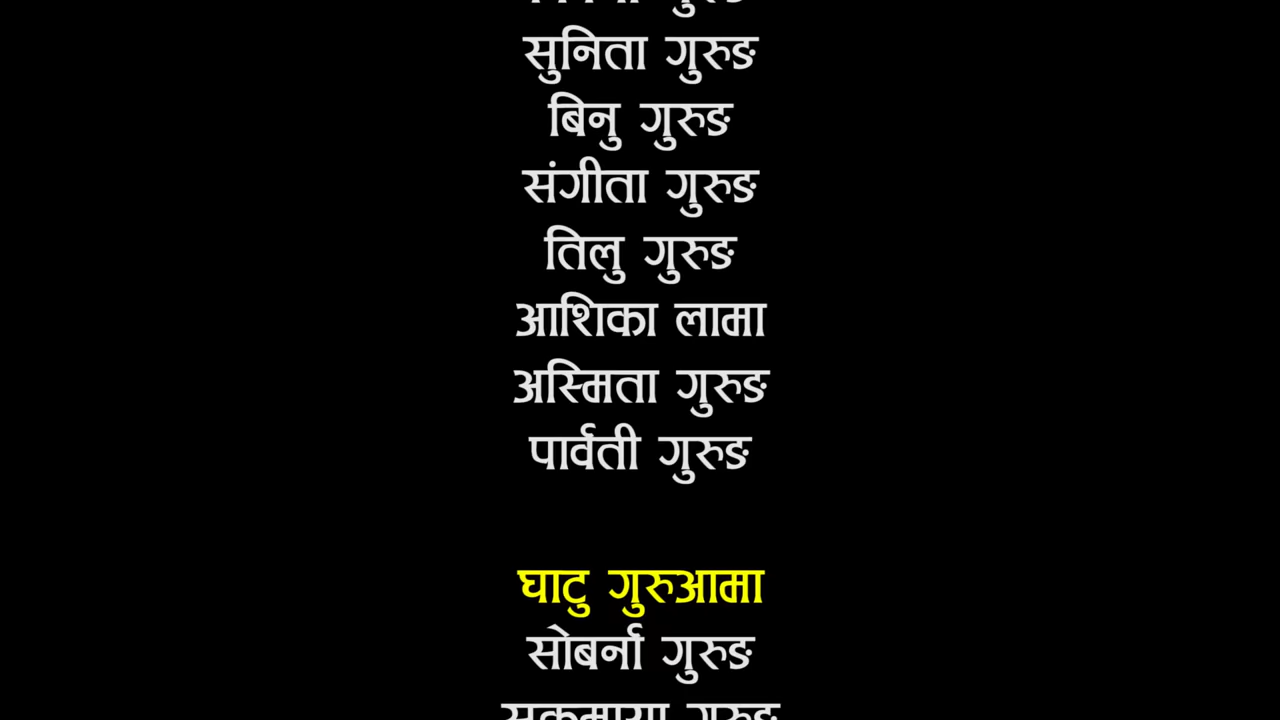 सुनिता गुरुङ
बिनु गुरुङ
संगीता गुरुङ
तिलु गुरुङ
आशिका लामा
अस्मिता गुरुङ
पार्वती गुरुङ
घाटु गुरुआमा
सोबर्ना गुरुङ
गुरुङ